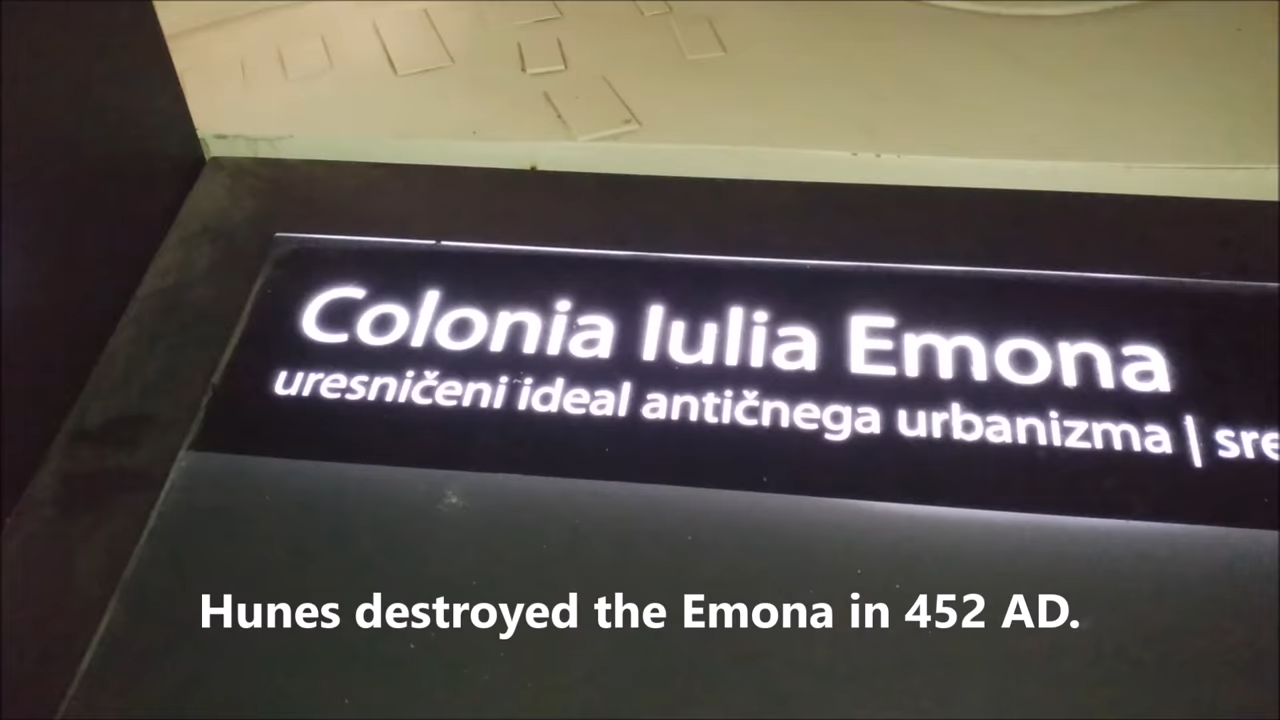 Colonia Iulia Emona
uresničeni ideal antičnega urbanizma |
Hunes destroyed the Emona in 452 AD.